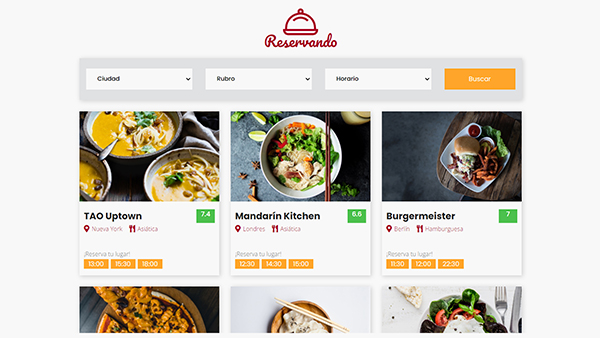 Reservando
Ciudad
Rubro
Horario
Buscar
TAO Uptown
7.4
Nueva York
Asiática
¡Reserva tu lugar!
13:00
15:30
18:00
Mandarín Kitchen
6.6
Londres
Asiática
¡Reserva tu lugar!
12:30
14:30
15:00
Burgermeister
7
Berlín
Hamburguesa
¡Reserva tu lugar!
11:30
12:00
22:30